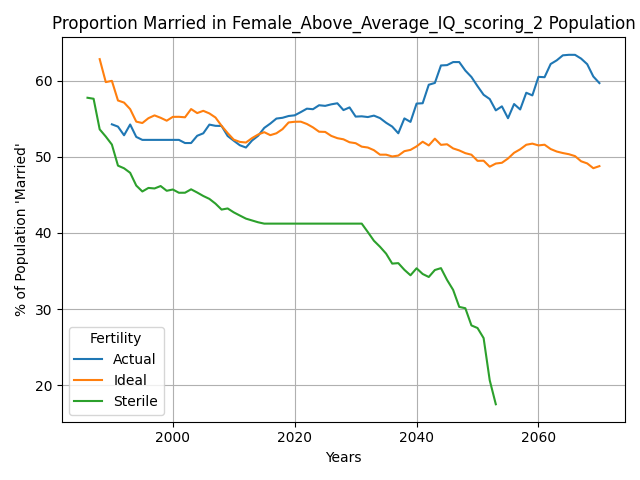 Proportion Married in Female_Above_Average_IQ_scoring_2 Population
% of Population 'Married'
60
50
40
30
20
Fertility
Actual
Ideal
Sterile
2000
2020
2040
2060
Years